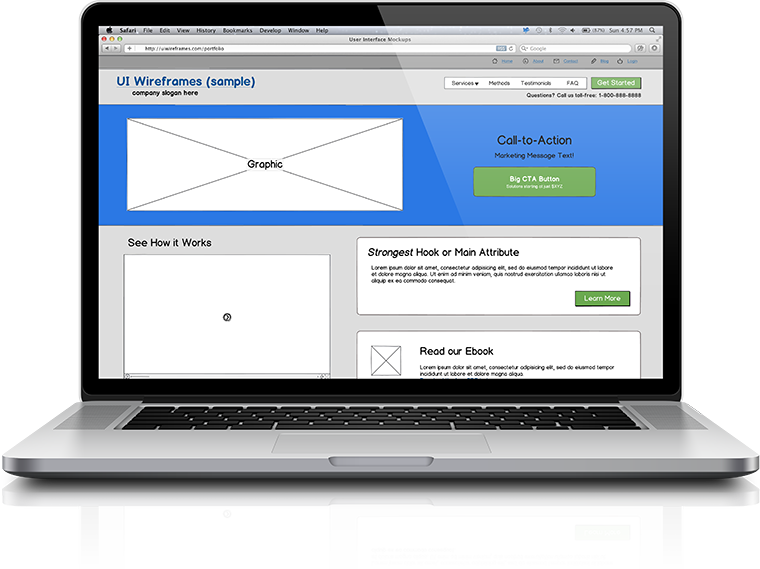 Safari File Edit View History Bookmarks Develop Window Help (87%) Sun 4:57 PM
User Interface Mockups
http://uiwireframes.com/portfolio Google
Home About Contact Blog Login
UI Wireframes (sample)
company slogan here
Services Methods Testimonials FAQ Get Started
Questions? Call us toll-free: 1-800-888-8888
Graphic
Call-to-Action
Marketing Message Text!
Big CTA Button
Solutions starting at just $XYZ
See How it Works
Strongest Hook or Main Attribute
Lorem ipsum dolor sit amet, consectetur adipisicing elit, sed do eiusmod tempor incididunt ut labore
et dolore magna aliqua. Ut enim ad minim veniam, quis nostrud exercitation ullamco laboris nisi ut
aliquip ex ea commodo consequat.
Learn More
Read our Ebook
Lorem ipsum dolor sit amet, consectetur adipisicing elit, sed do eiusmod tempor
incididunt ut labore et dolore magna aliqua.